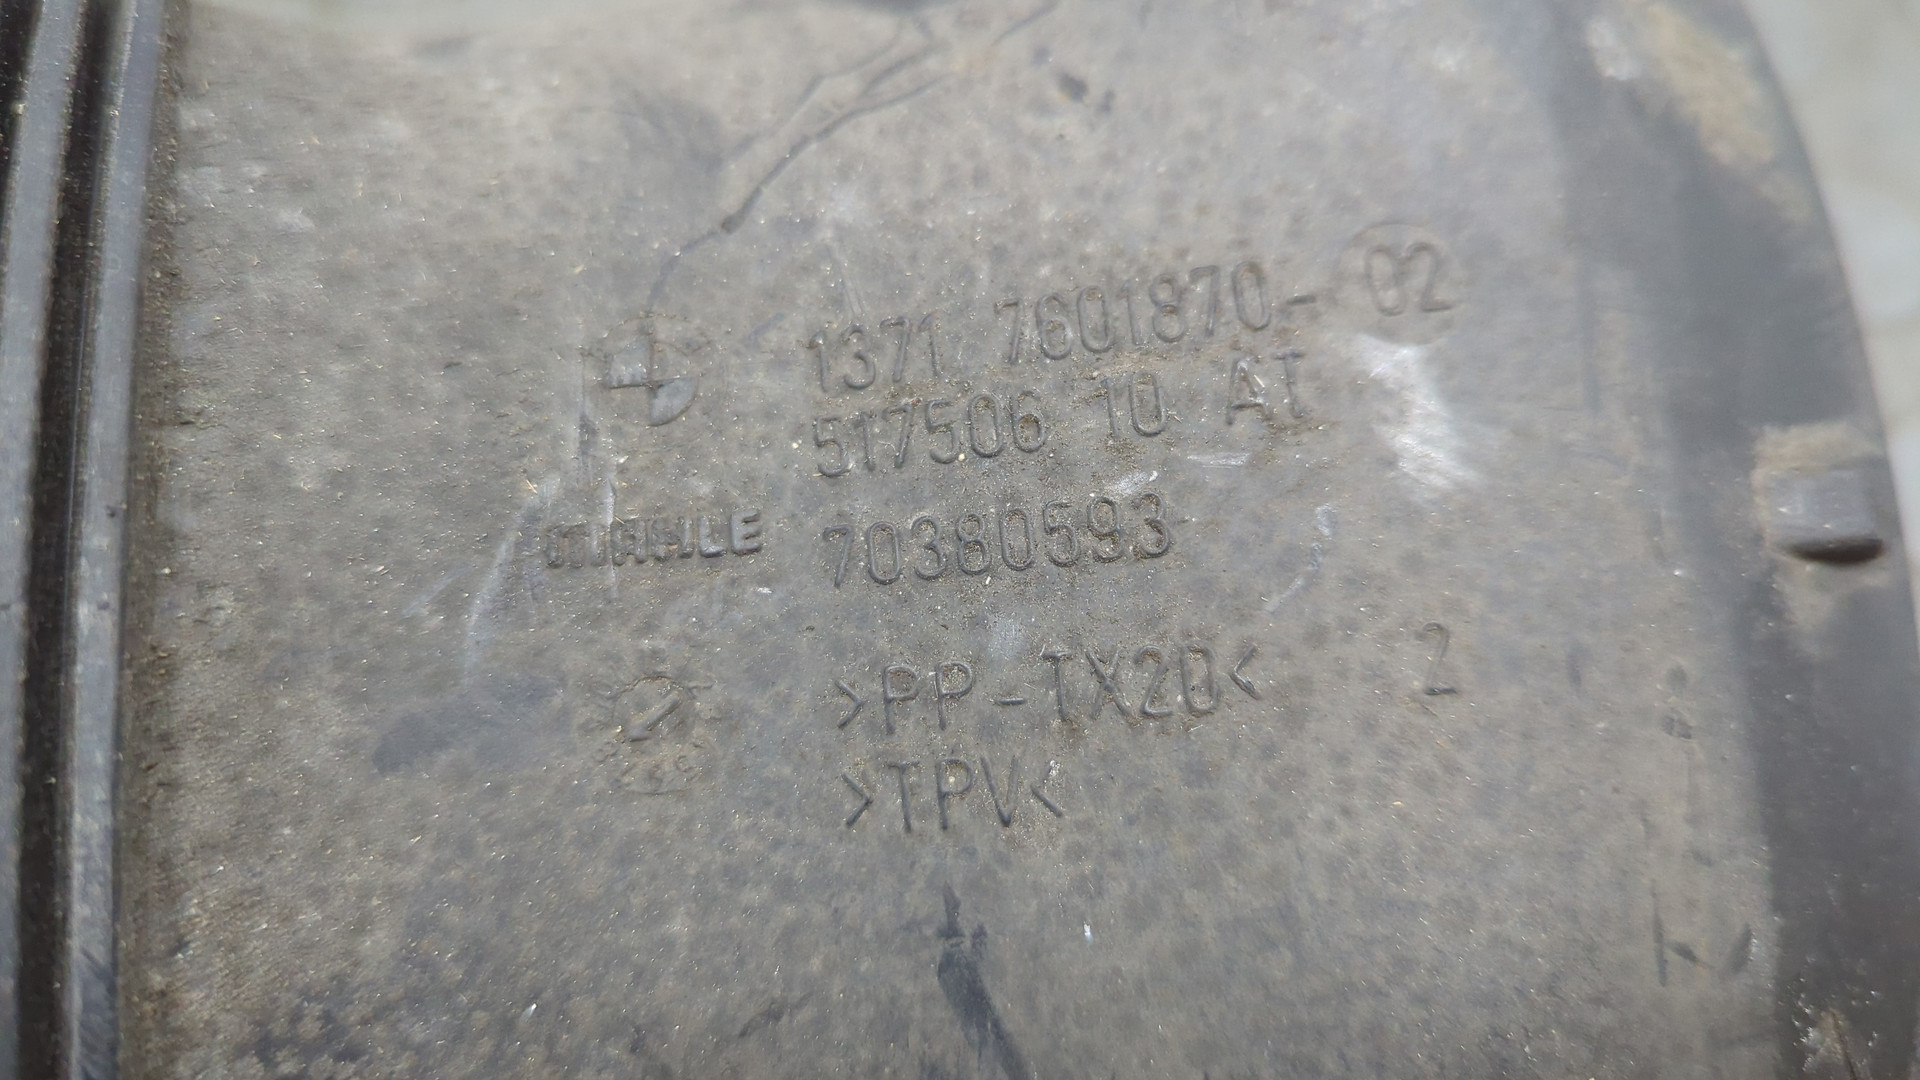 1371 7601870- 02
517506 10 AT
MAHLE 70380593
>PP-TX20< 2
>TPV<